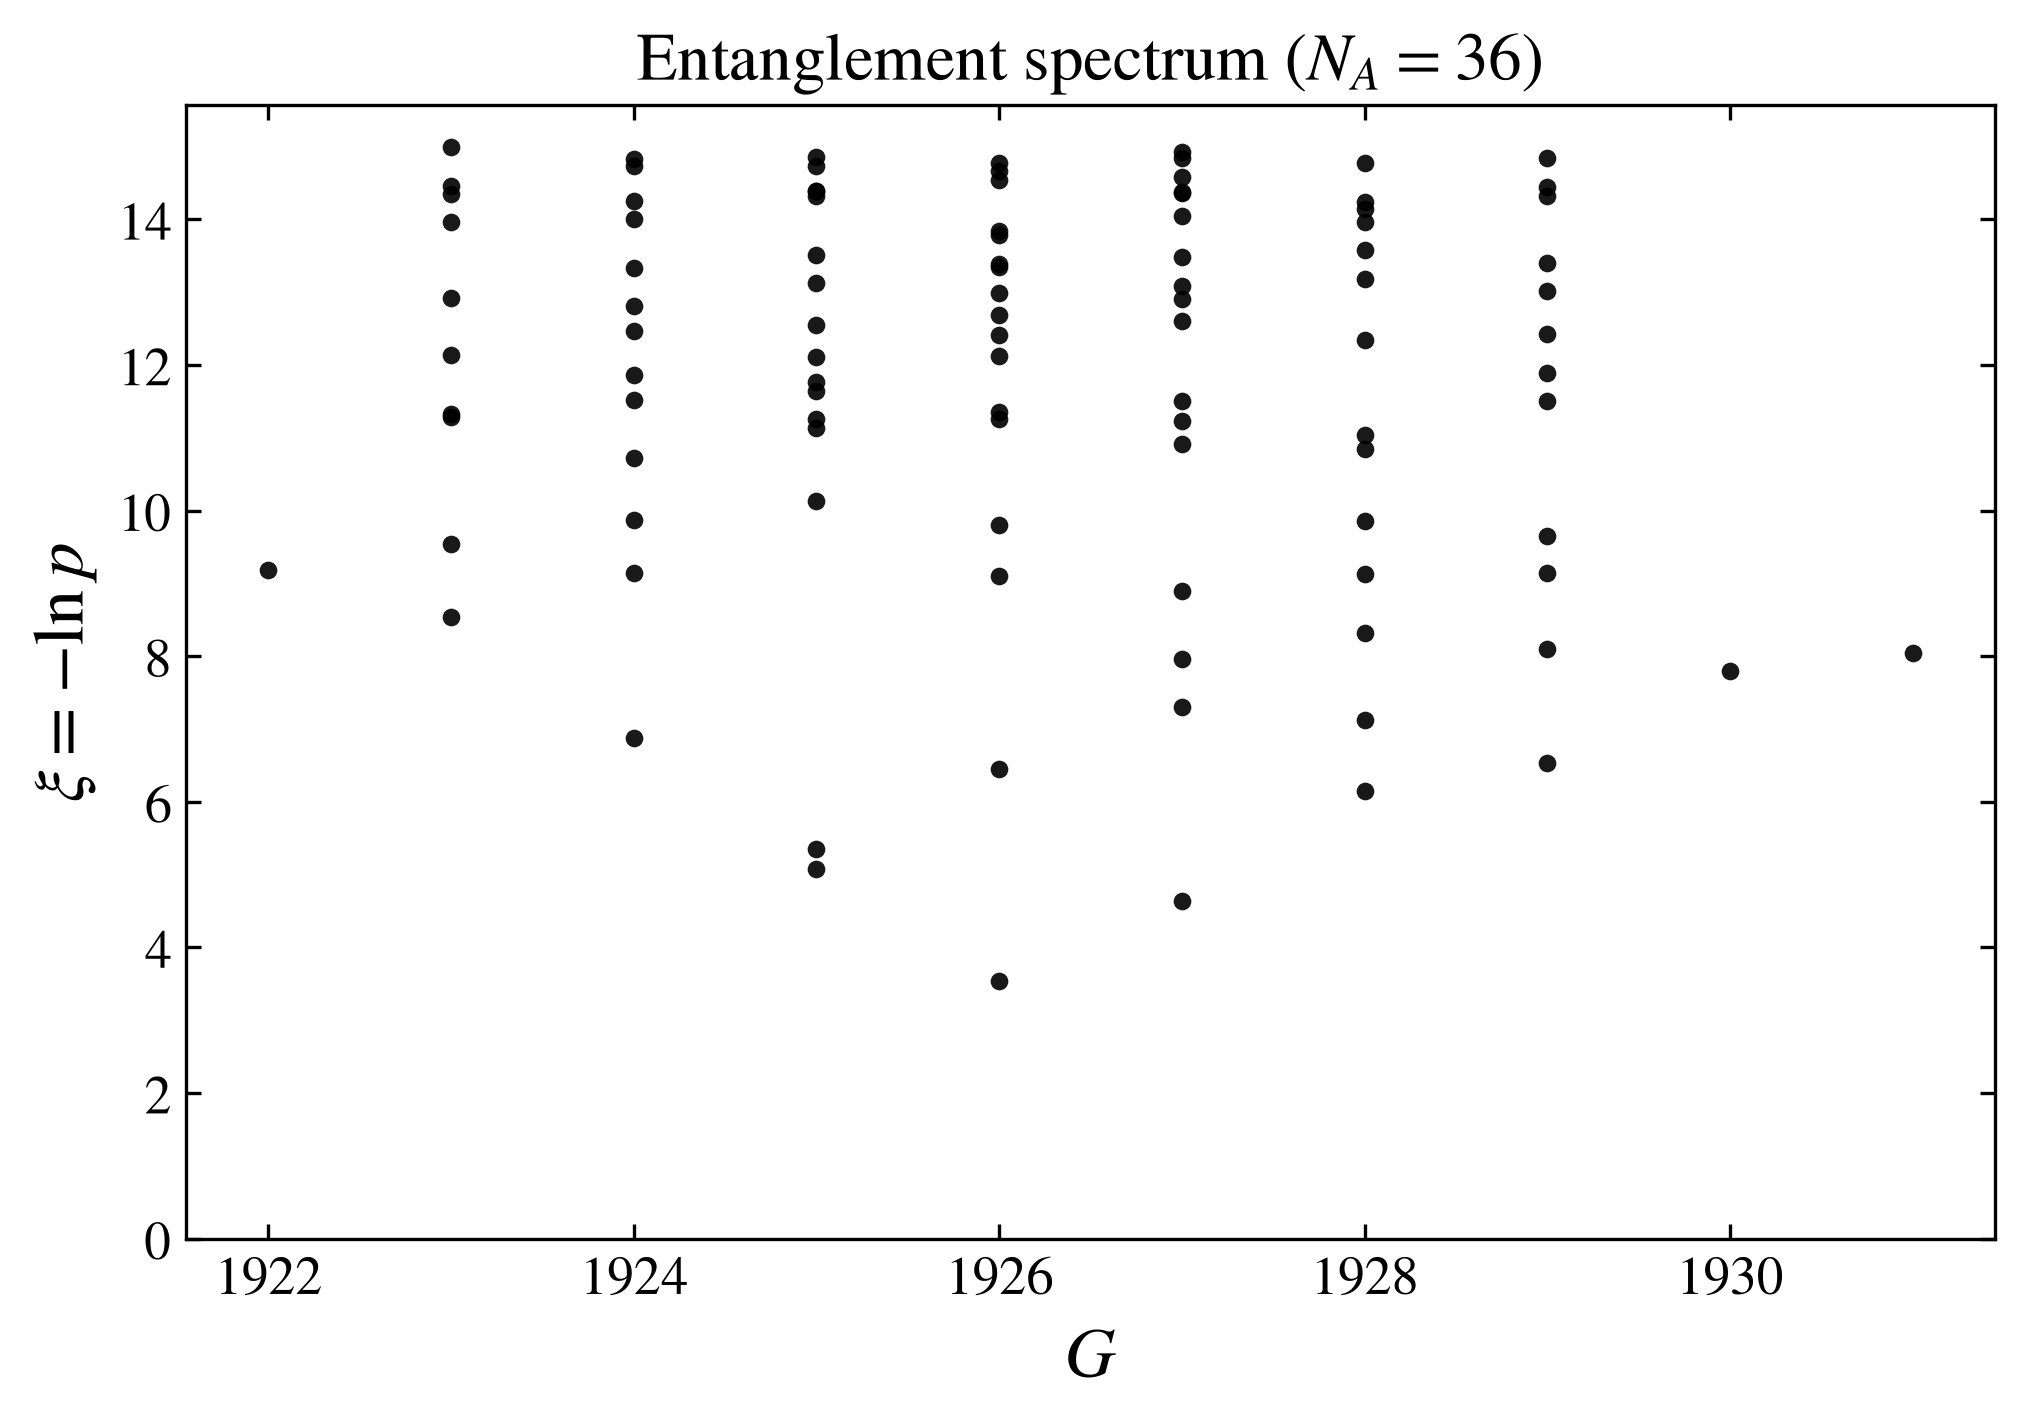 Entanglement spectrum (N_A = 36)
ξ = −ln p
14
12
10
8
6
4
2
0
1922 1924 1926 1928 1930
G